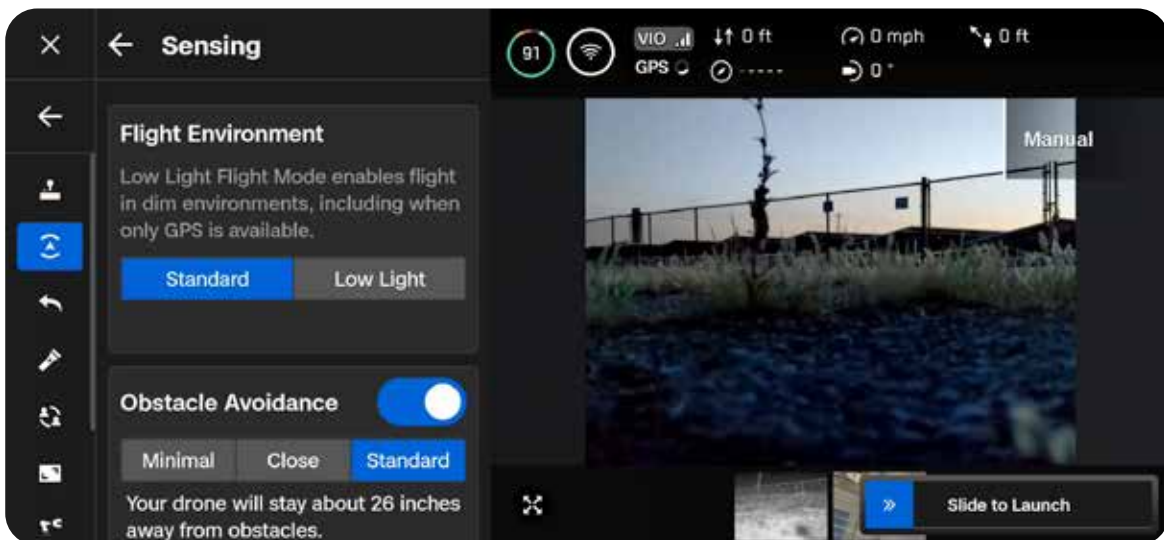 Sensing
Flight Environment
Low Light Flight Mode enables flight
in dim environments, including when
only GPS is available.
Standard
Low Light
Obstacle Avoidance
Minimal
Close
Standard
Your drone will stay about 26 inches
away from obstacles.
91
VIO
0 ft
0 mph
0 ft
GPS
-----
0 °
Manual
Slide to Launch